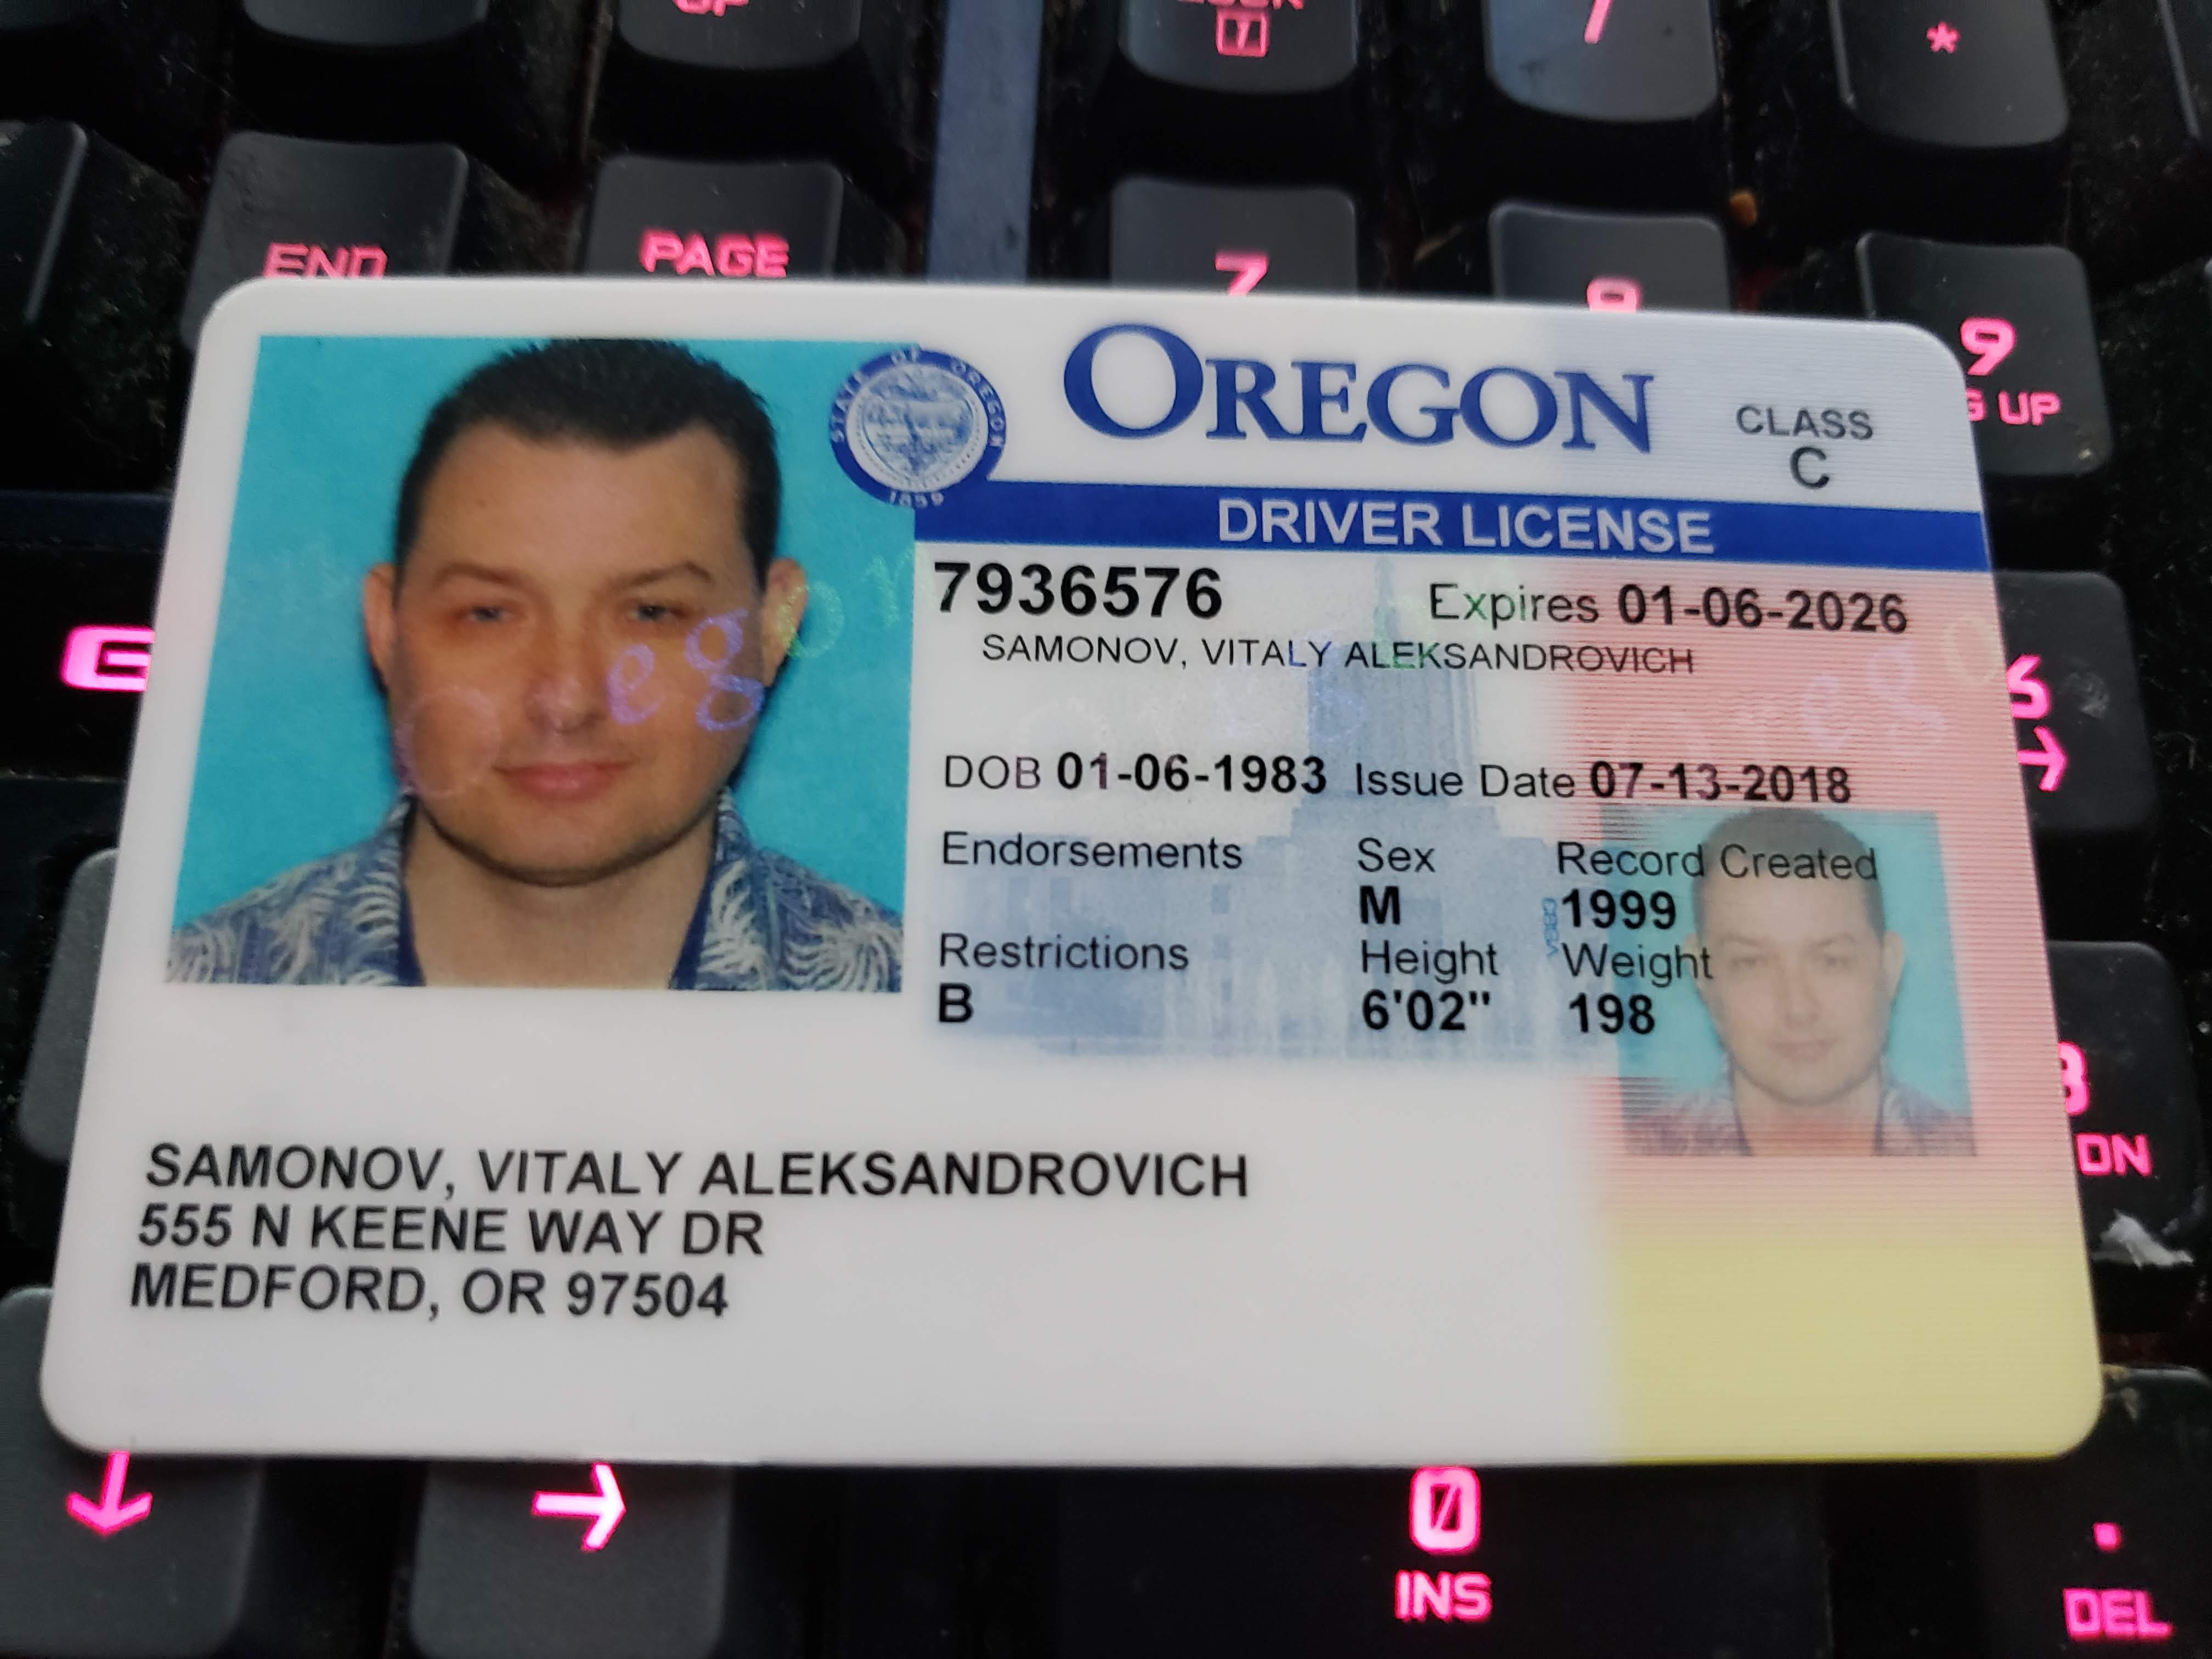 END
PAGE
7
9
STATE OF OREGON
1859
OREGON
CLASS
C
DRIVER LICENSE
7936576
Expires 01-06-2026
SAMONOV, VITALY ALEKSANDROVICH
DOB 01-06-1983 Issue Date 07-13-2018
Endorsements
Sex
M
Record Created
1999
Restrictions
B
Height
6'02"
Weight
198
SAMONOV, VITALY ALEKSANDROVICH
555 N KEENE WAY DR
MEDFORD, OR 97504
UP
6
DN
0
INS
.
DEL
*
/